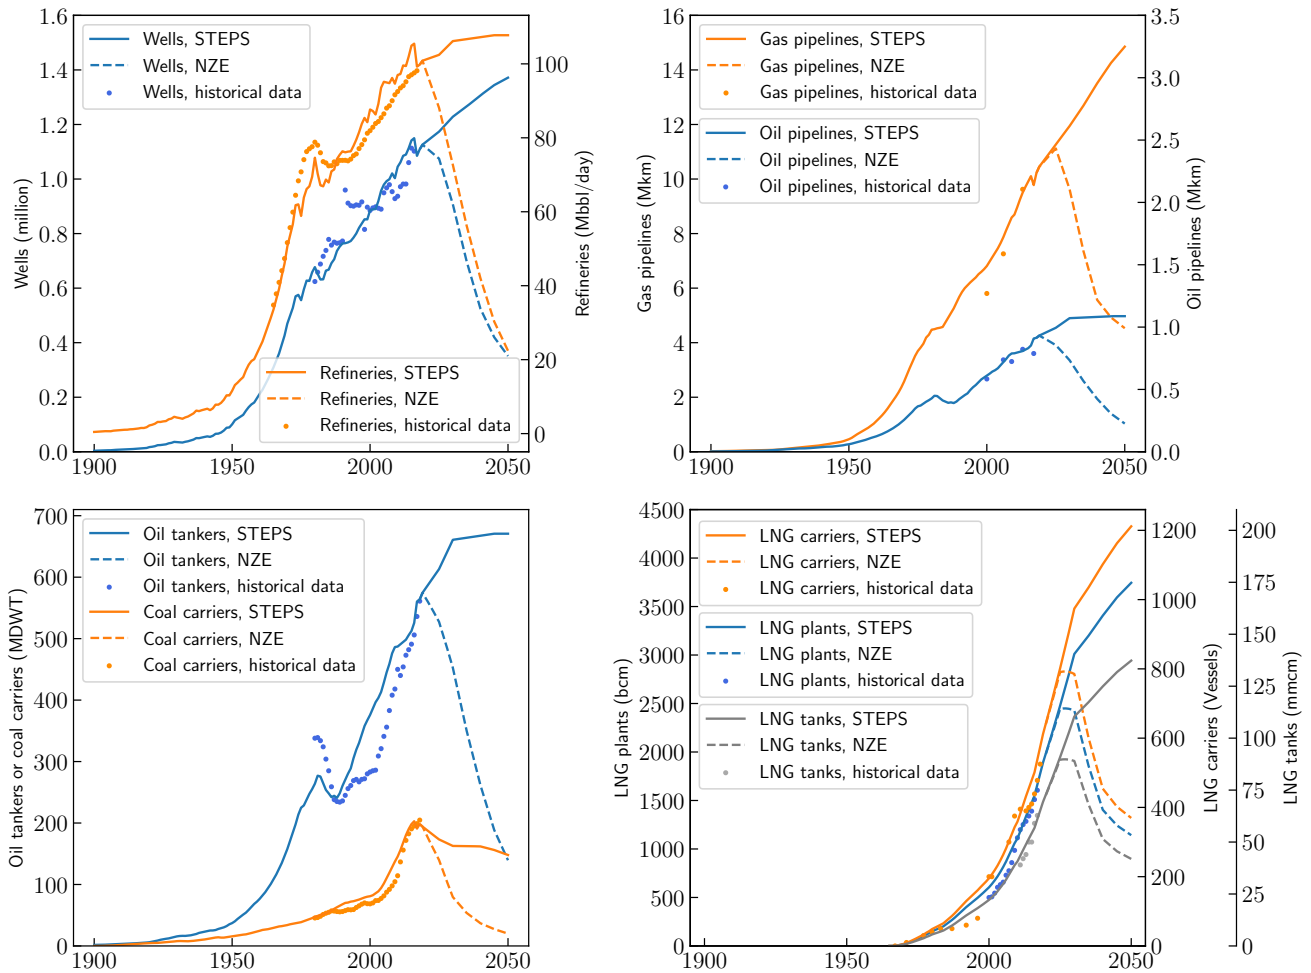 Wells, STEPS
Wells, NZE
Wells, historical data
Refineries, STEPS
Refineries, NZE
Refineries, historical data
Wells (million)
Refineries (Mbbl/day)
1.6
1.4
1.2
1.0
0.8
0.6
0.4
0.2
0.0
100
80
60
40
20
0
1900
1950
2000
2050
Gas pipelines, STEPS
Gas pipelines, NZE
Gas pipelines, historical data
Oil pipelines, STEPS
Oil pipelines, NZE
Oil pipelines, historical data
Gas pipelines (Mkm)
Oil pipelines (Mkm)
16
14
12
10
8
6
4
2
0
3.5
3.0
2.5
2.0
1.5
1.0
0.5
0.0
1900
1950
2000
2050
Oil tankers, STEPS
Oil tankers, NZE
Oil tankers, historical data
Coal carriers, STEPS
Coal carriers, NZE
Coal carriers, historical data
Oil tankers or coal carriers (MDWT)
700
600
500
400
300
200
100
0
1900
1950
2000
2050
LNG carriers, STEPS
LNG carriers, NZE
LNG carriers, historical data
LNG plants, STEPS
LNG plants, NZE
LNG plants, historical data
LNG tanks, STEPS
LNG tanks, NZE
LNG tanks, historical data
LNG plants (bcm)
LNG carriers (Vessels)
LNG tanks (mmcm)
4500
4000
3500
3000
2500
2000
1500
1000
500
0
1200
1000
800
600
400
200
0
200
175
150
125
100
75
50
25
0
1900
1950
2000
2050